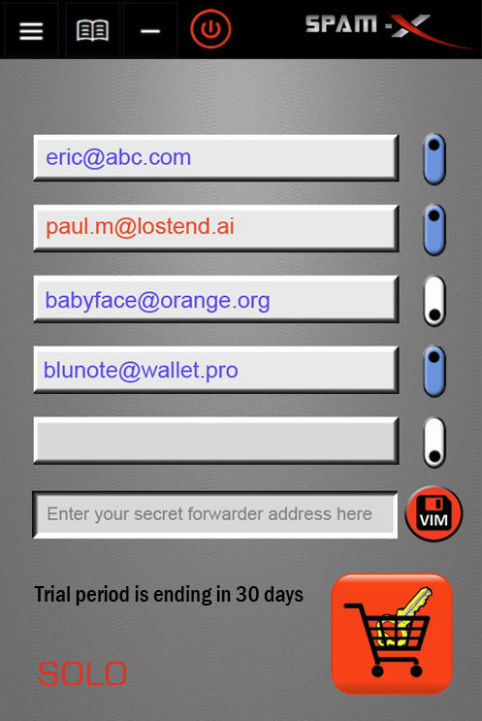 SPAM-X
eric@abc.com
paul.m@lostend.ai
babyface@orange.org
blunote@wallet.pro
Enter your secret forwarder address here
VIM
Trial period is ending in 30 days
SOLO